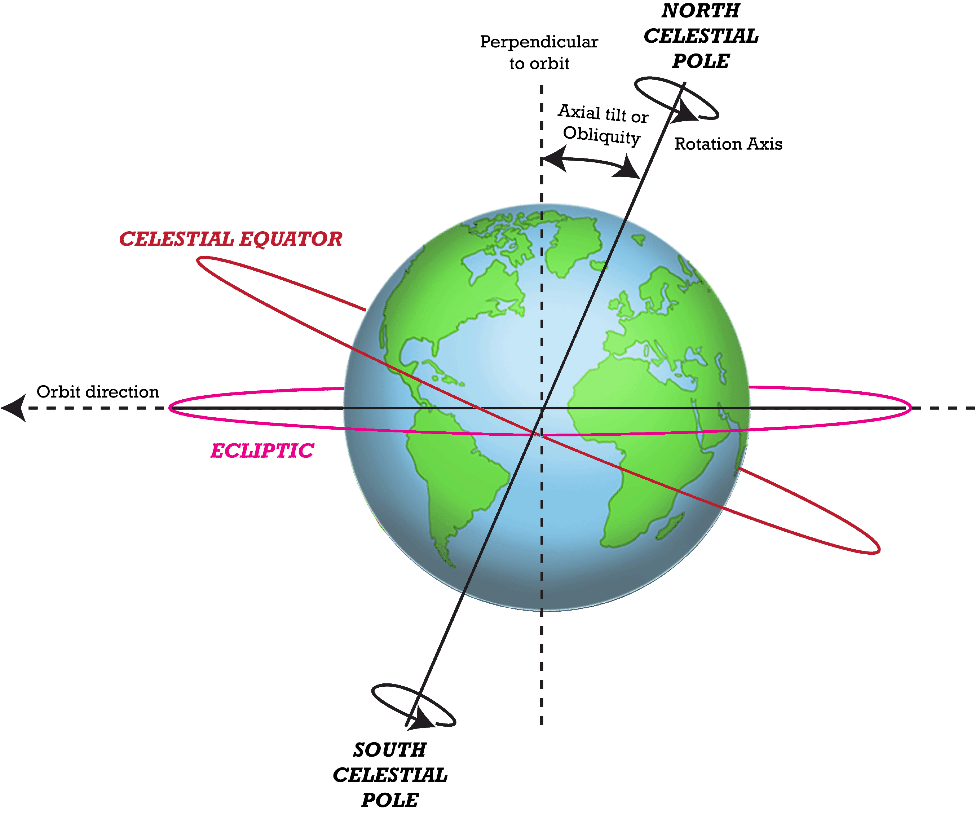 NORTH
CELESTIAL
POLE
Perpendicular
to orbit
Axial tilt or
Obliquity
Rotation Axis
CELESTIAL EQUATOR
Orbit direction
ECLIPTIC
SOUTH
CELESTIAL
POLE